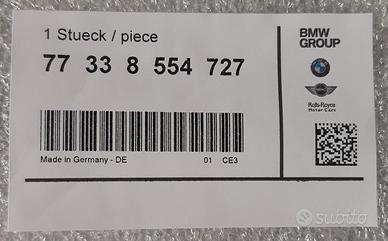 1 Stueck / piece
77 33 8 554 727
Made in Germany - DE 01 CE3
BMW
GROUP
Rolls-Royce
Motor Cars
subito